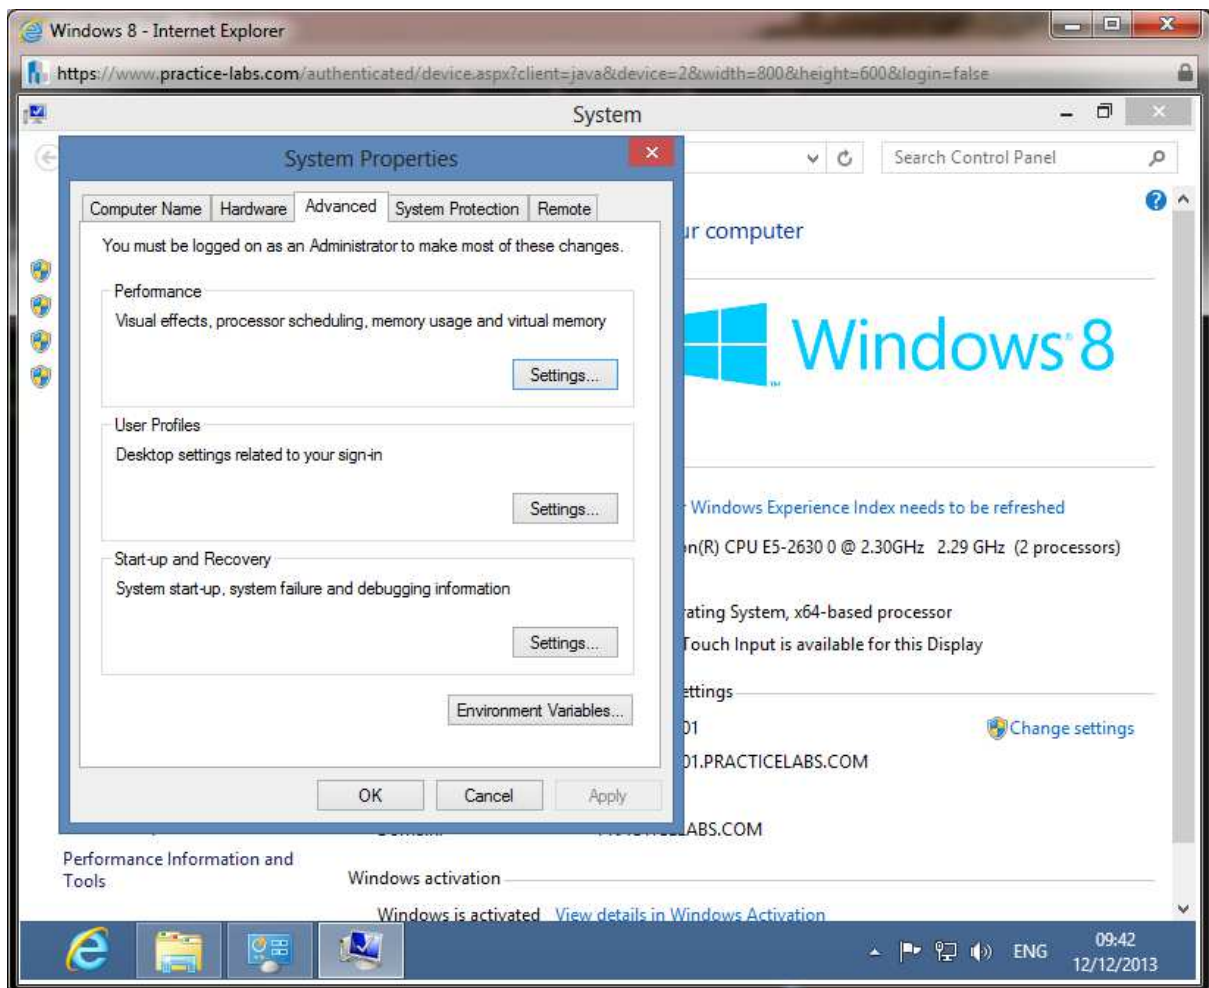 Windows 8 - Internet Explorer
https://www.practice-labs.com/authenticated/device.aspx?client=java&device=2&width=800&height=600&login=false
System
System Properties
Search Control Panel
Computer Name Hardware Advanced System Protection Remote
You must be logged on as an Administrator to make most of these changes.
Performance
Visual effects, processor scheduling, memory usage and virtual memory
Settings...
User Profiles
Desktop settings related to your sign-in
Settings...
Start-up and Recovery
System start-up, system failure and debugging information
Settings...
Environment Variables...
OK Cancel Apply
computer
Windows 8
Windows Experience Index needs to be refreshed
CPU E5-2630 0 @ 2.30GHz 2.29 GHz (2 processors)
System, x64-based processor
Touch Input is available for this Display
01
Change settings
01.PRACTICELABS.COM
LABS.COM
Performance Information and
Tools
Windows activation
Windows is activated View details in Windows Activation
ENG
09:42
12/12/2013